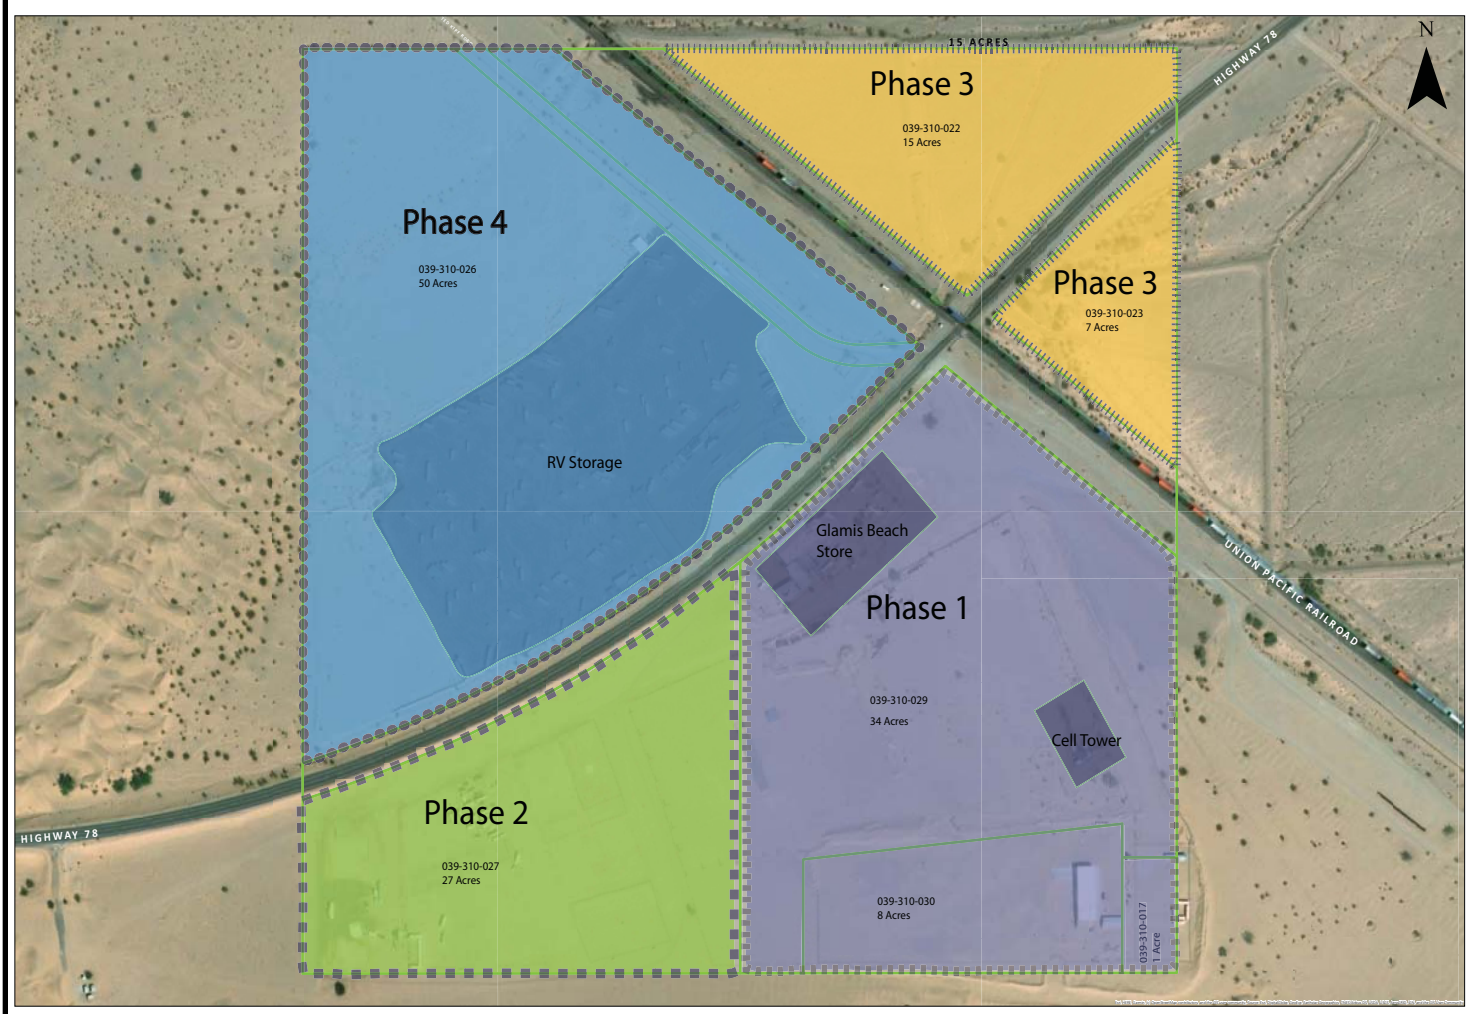 15 ACRES
HIGHWAY 78
N
Phase 3
039-310-022
15 Acres
Phase 4
039-310-026
50 Acres
Phase 3
039-310-023
7 Acres
RV Storage
Glamis Beach
Store
UNION PACIFIC RAILROAD
Phase 1
039-310-029
34 Acres
Cell Tower
Phase 2
HIGHWAY 78
039-310-027
27 Acres
039-310-030
8 Acres
039-310-017
1 Acre